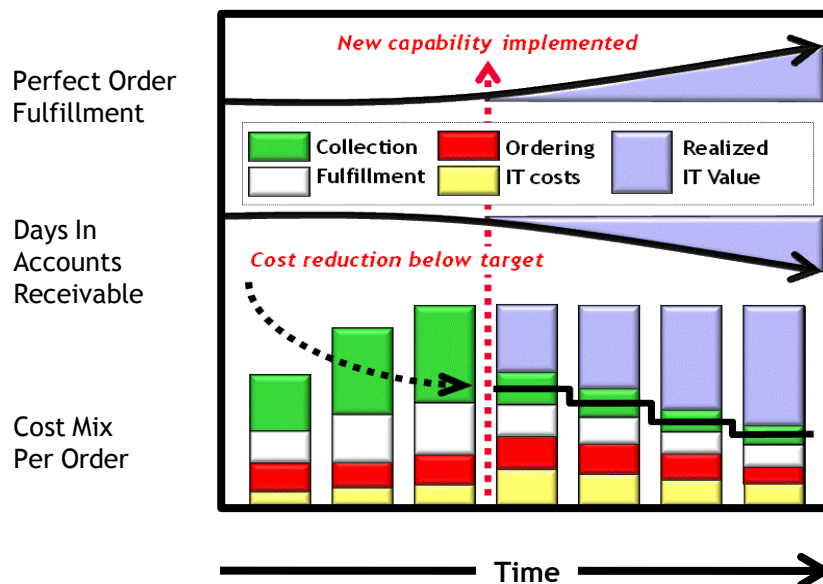 New capability implemented
Perfect Order
Fulfillment
Collection
Ordering
Realized
Fulfillment
IT costs
IT Value
Days In
Accounts
Receivable
Cost reduction below target
Cost Mix
Per Order
Time